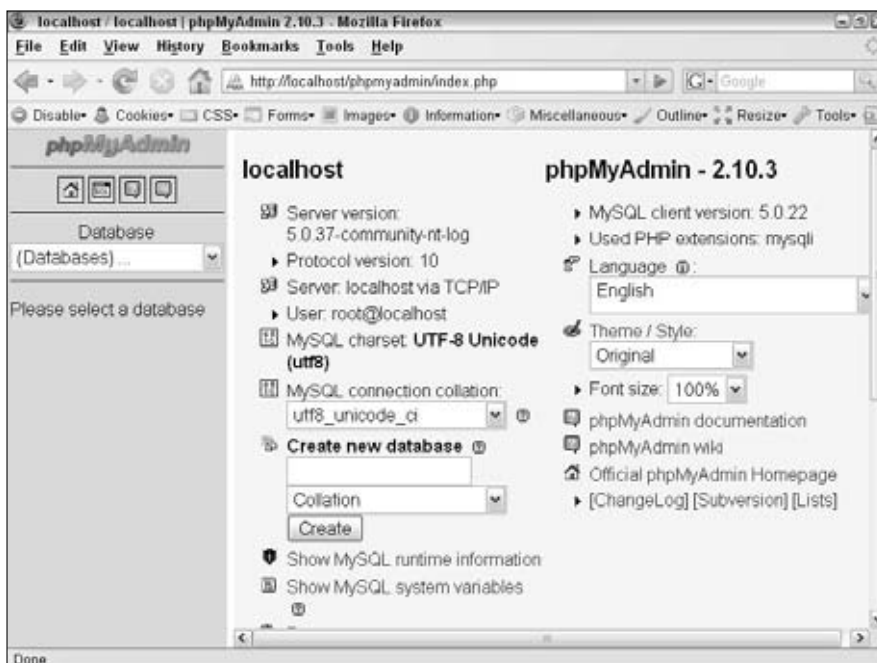 localhost / localhost | phpMyAdmin 2.10.3 - Mozilla Firefox
File Edit View History Bookmarks Tools Help
http://localhost/phpmyadmin/index.php
Google
Disable Cookies CSS Forms Images Information Miscellaneous Outline Resize Tools
phpMyAdmin
Database
(Databases) ...
Please select a database
localhost
Server version:
5.0.37-community-nt-log
Protocol version: 10
Server: localhost via TCP/IP
User: root@localhost
MySQL charset: UTF-8 Unicode
(utf8)
MySQL connection collation:
utf8_unicode_ci
Create new database
Collation
Create
Show MySQL runtime information
Show MySQL system variables
phpMyAdmin - 2.10.3
MySQL client version: 5.0.22
Used PHP extensions: mysqli
Language :
English
Theme / Style:
Original
Font size: 100%
phpMyAdmin documentation
phpMyAdmin wiki
Official phpMyAdmin Homepage
[ChangeLog] [Subversion] [Lists]
Done